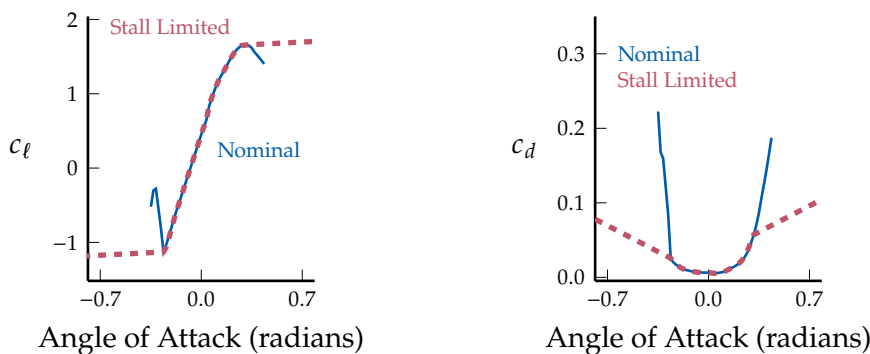 2
Stall Limited
1
cℓ
Nominal
0
−1
−0.7 0.0 0.7
Angle of Attack (radians)
0.3
Nominal
Stall Limited
0.2
cd
0.1
0.0
−0.7 0.0 0.7
Angle of Attack (radians)